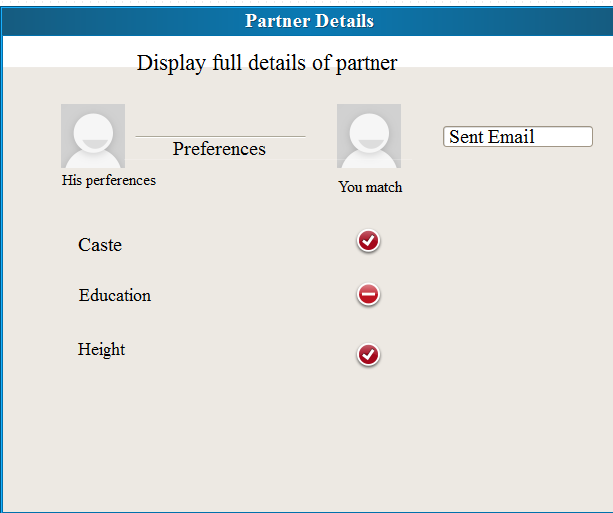 Partner Details
Display full details of partner
Preferences
Sent Email
His perferences
You match
Caste
Education
Height